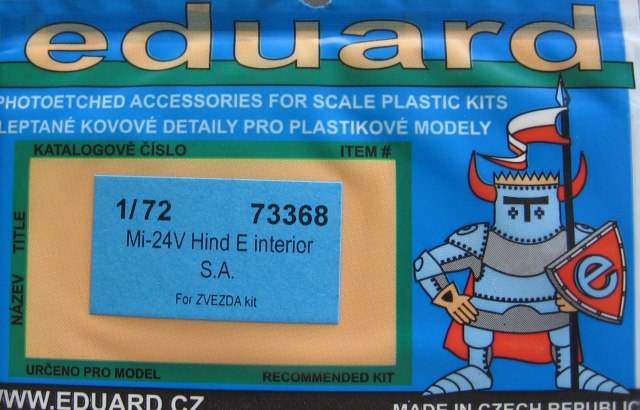 eduard
PHOTOETCHED ACCESSORIES FOR SCALE PLASTIC KITS
LEPTANÉ KOVOVÉ DETAILY PRO PLASTIKOVÉ MODELY
KATALOGOVÉ ČÍSLO ITEM #
1/72 73368
Mi-24V Hind E interior
S.A.
For ZVEZDA kit
NÁZEV TITLE
e
URČENO PRO MODEL RECOMMENDED KIT
WWW.EDUARD.CZ MADE IN CZECH REPUBLIC